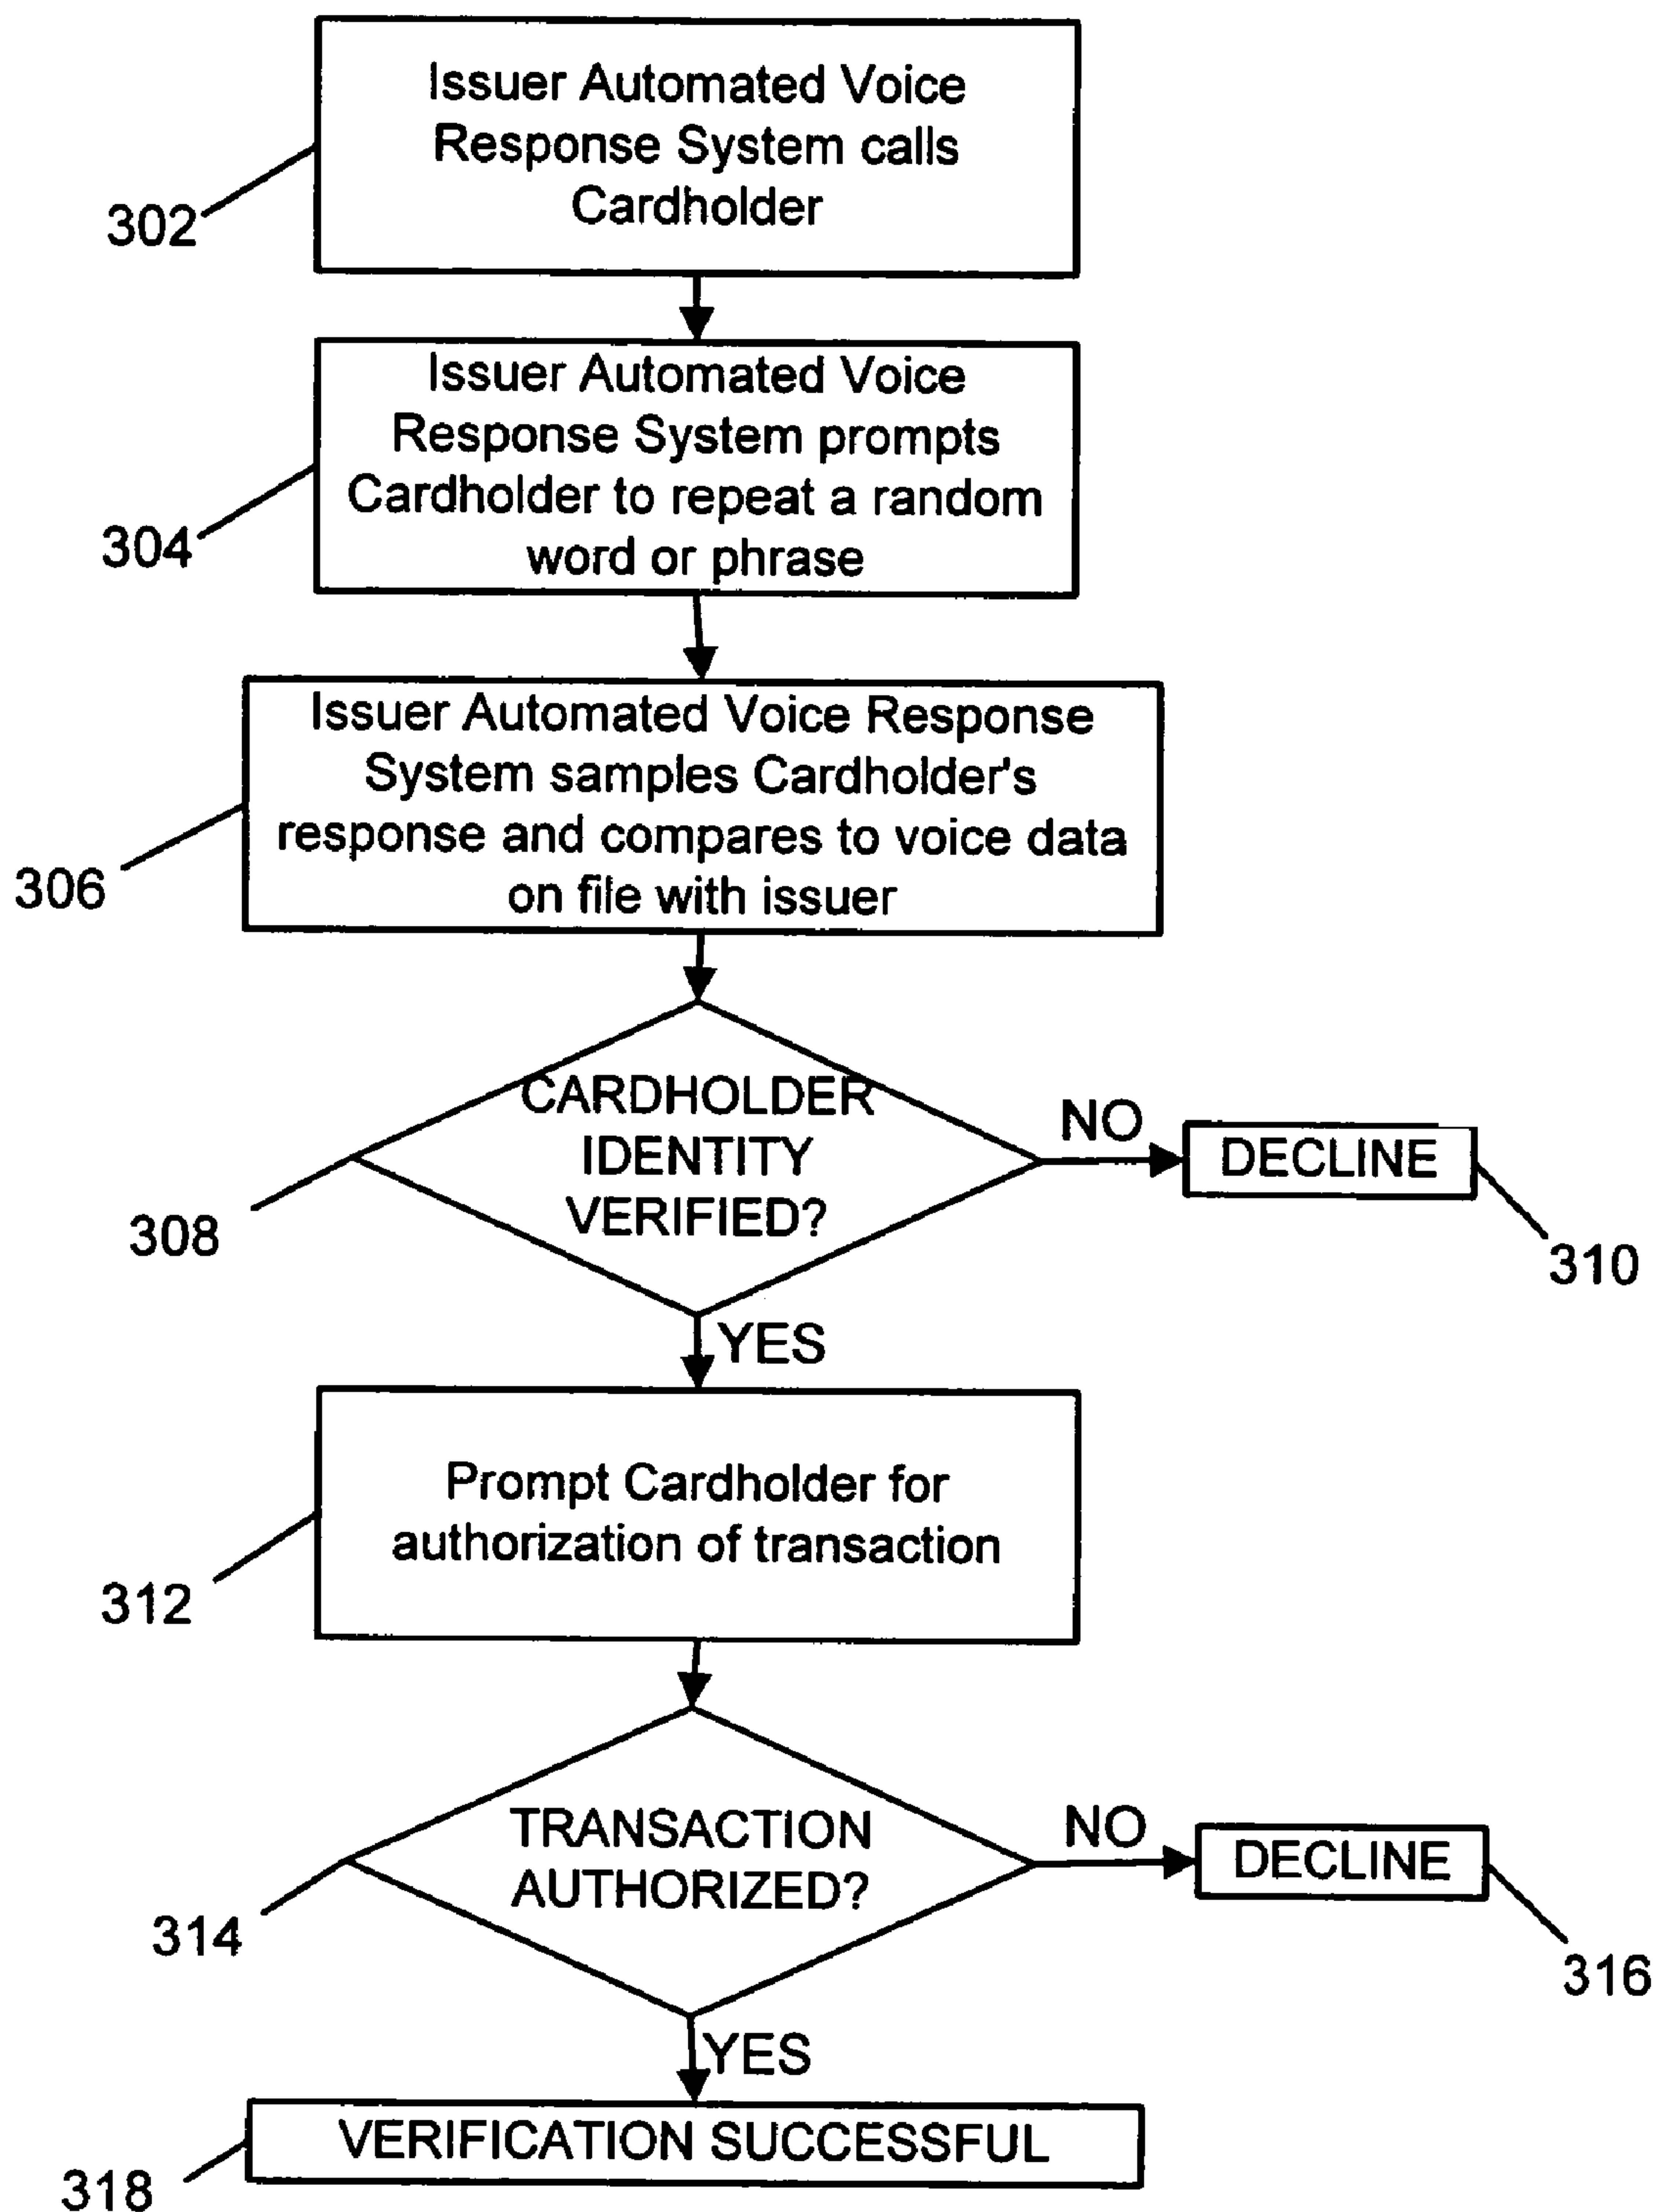 Issuer Automated Voice
Response System calls
Cardholder
302
Issuer Automated Voice
Response System prompts
Cardholder to repeat a random
word or phrase
304
Issuer Automated Voice Response
System samples Cardholder's
response and compares to voice data
on file with issuer
306
CARDHOLDER
IDENTITY
VERIFIED?
308
NO
DECLINE
310
YES
Prompt Cardholder for
authorization of transaction
312
TRANSACTION
AUTHORIZED?
314
NO
DECLINE
316
YES
VERIFICATION SUCCESSFUL
318